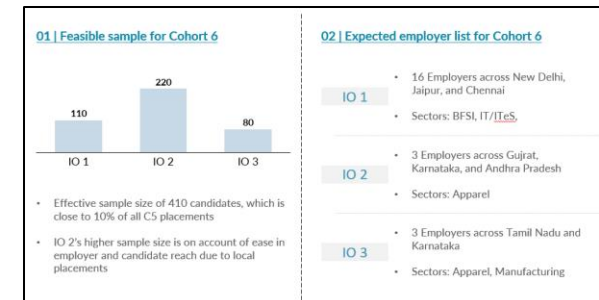 01 | Feasible sample for Cohort 6
220
110
80
IO 1
IO 2
IO 3
• Effective sample size of 410 candidates, which is
close to 10% of all C5 placements
• IO 2's higher sample size is on account of ease in
employer and candidate reach due to local
placements
02 | Expected employer list for Cohort 6
IO 1
• 16 Employers across New Delhi,
Jaipur, and Chennai
• Sectors: BFSI, IT/ITeS,
IO 2
• 3 Employers across Gujrat,
Karnataka, and Andhra Pradesh
• Sectors: Apparel
IO 3
• 3 Employers across Tamil Nadu and
Karnataka
• Sectors: Apparel, Manufacturing